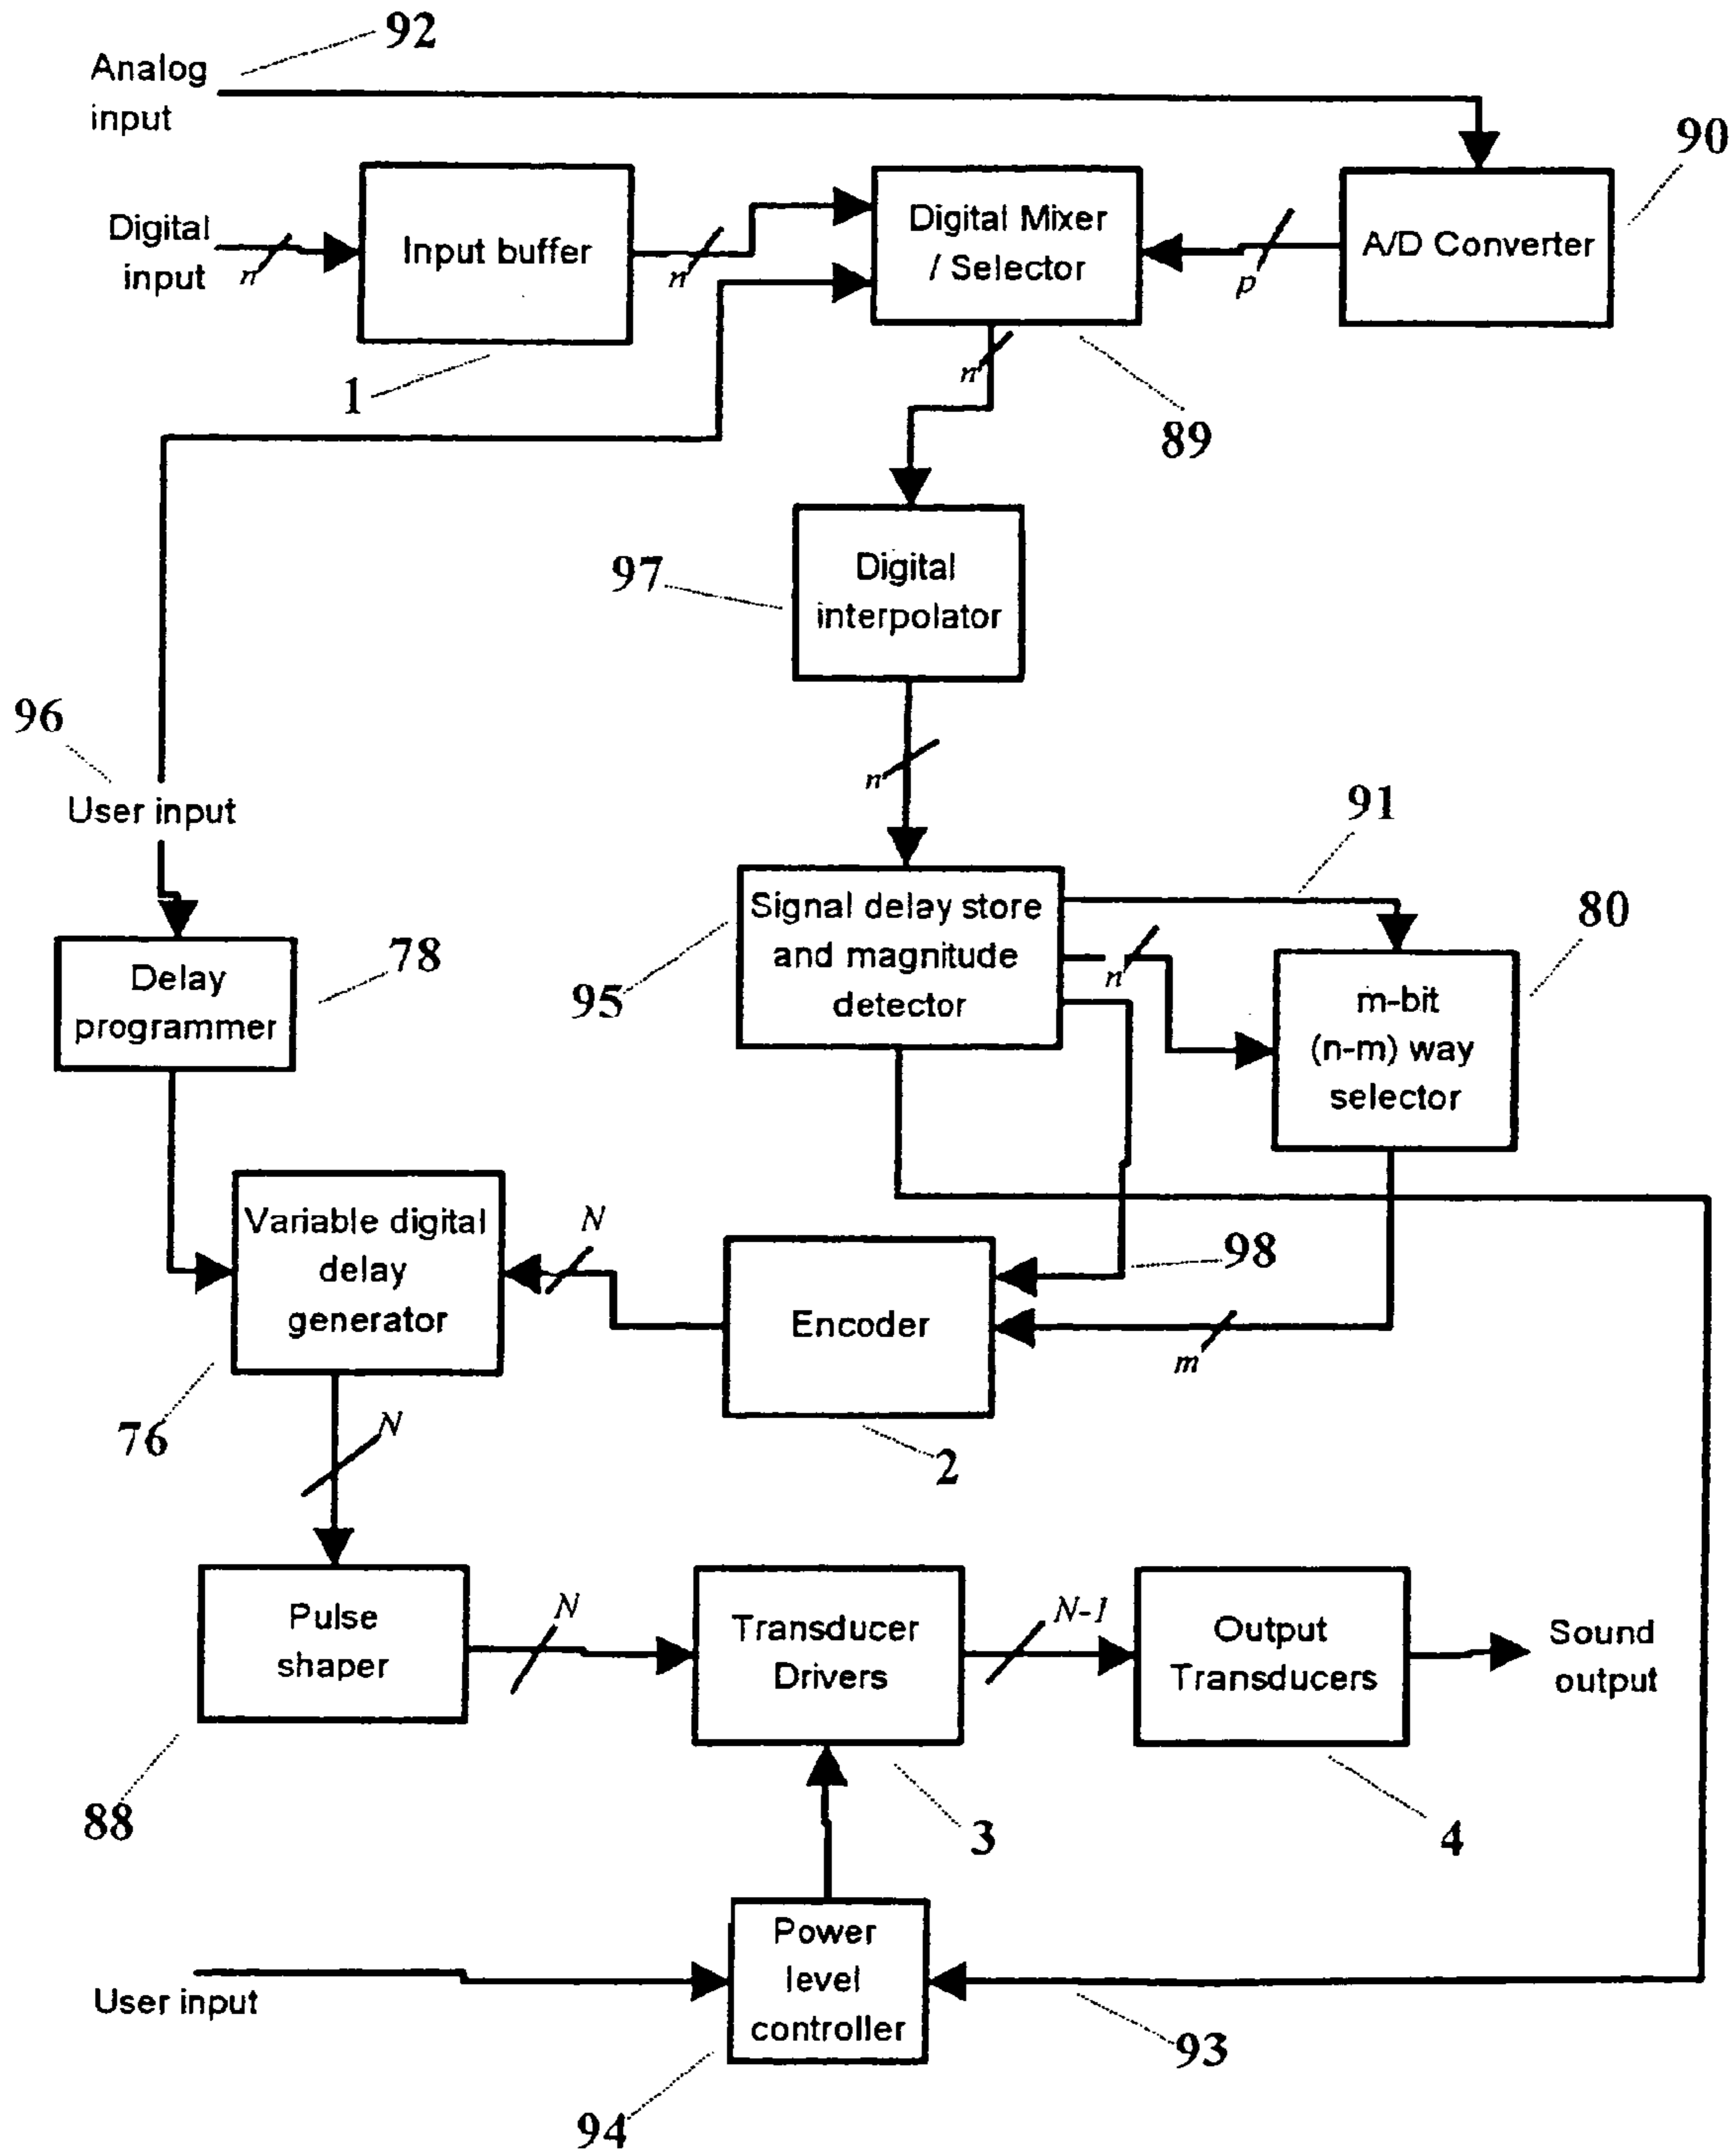 92
Analog
input
90
Digital
input
n
Input buffer
n
Digital Mixer
/ Selector
p
A/D Converter
1
n
89
97
Digital
interpolator
96
User input
n
91
Signal delay store
and magnitude
detector
n
80
78
Delay
programmer
95
m-bit
(n-m) way
selector
Variable digital
delay
generator
N
98
Encoder
m
76
N
2
Pulse
shaper
N
Transducer
Drivers
N-1
Output
Transducers
Sound
output
88
3
4
Power
level
controller
User input
93
94